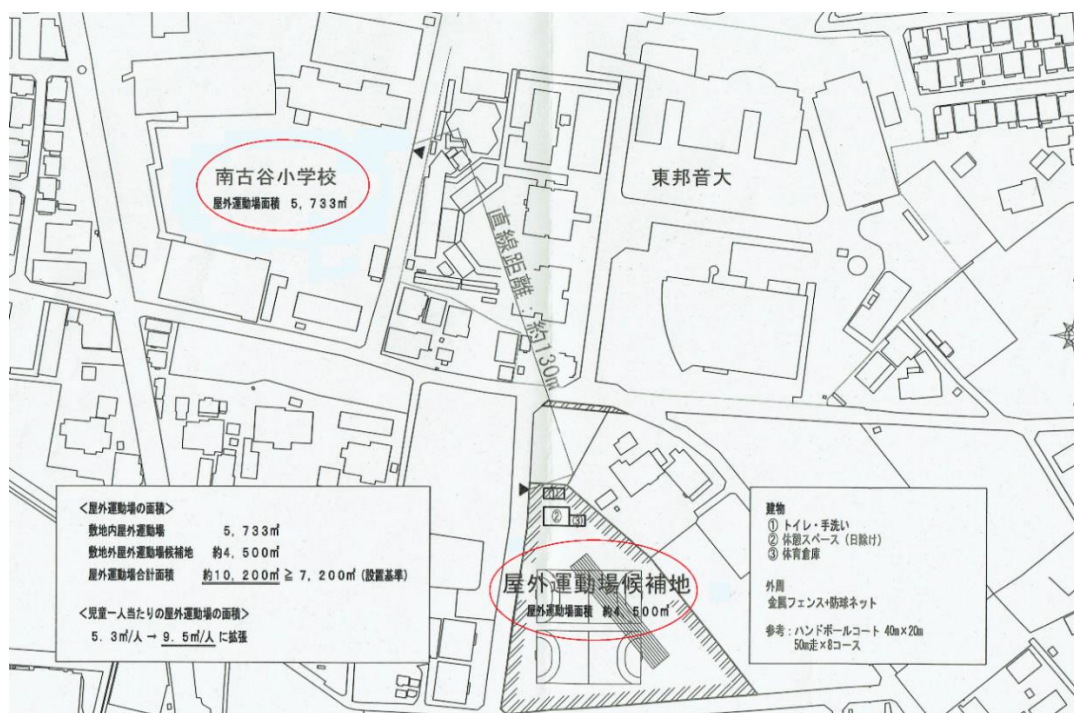 南古谷小学校
屋外運動場面積 5,733㎡
東邦音大
直線距離:約130m
①
②
③
屋外運動場候補地
屋外運動場面積 約4,500㎡
<屋外運動場の面積>
敷地内屋外運動場 5,733㎡
敷地外屋外運動場候補地 約4,500㎡
屋外運動場合計面積 約10,200㎡ ≧ 7,200㎡(設置基準)
<児童一人当たりの屋外運動場の面積>
5.3㎡/人 → 9.5㎡/人 に拡張
建物
① トイレ・手洗い
② 休憩スペース(日除け)
③ 体育倉庫
外周
金属フェンス+防球ネット
参考:ハンドボールコート 40m×20m
50m走×8コース